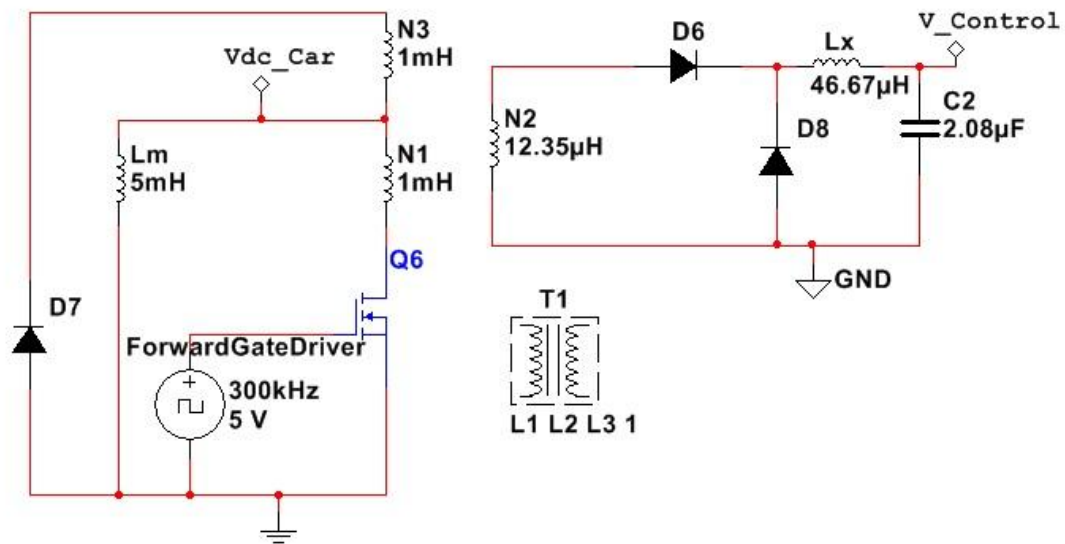 N3
1mH
Vdc_Car
Lm
5mH
N1
1mH
Q6
D7
ForwardGateDriver
300kHz
5 V
D6
Lx
46.67µH
V_Control
N2
12.35µH
D8
C2
2.08µF
GND
T1
L1 L2 L3 1